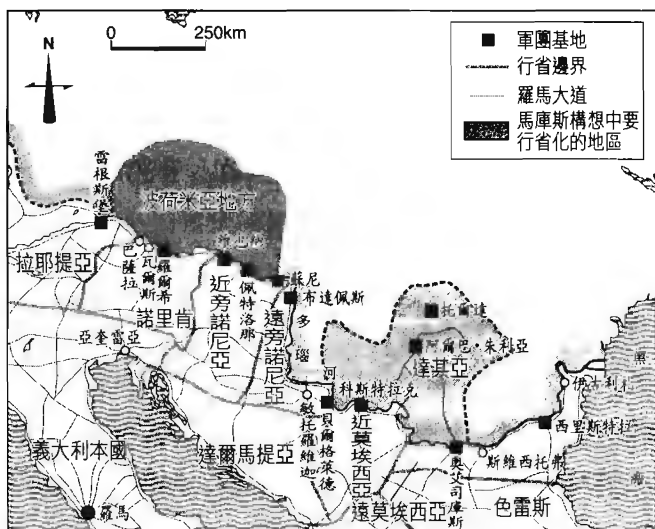 0
250km
軍團基地
行省邊界
羅馬大道
馬庫斯構想中要
行省化的地區
雷根斯堡
波荷米亞地方
拉耶提亞
巴薩拉
瓦爾斯
羅爾希
諾里肯
近旁諾尼亞
佩特洛那
蘇尼
布達佩斯
遠旁諾尼亞
多瑙
河
亞奎雷亞
義大利本國
羅馬
達爾馬提亞
敏托羅維迦
貝爾格萊德
科斯特拉克
近莫埃西亞
遠莫埃西亞
阿爾巴・朱利亞
達其亞
奧艾司庫斯
斯維西托弗
西里斯特拉
色雷斯
黑
海